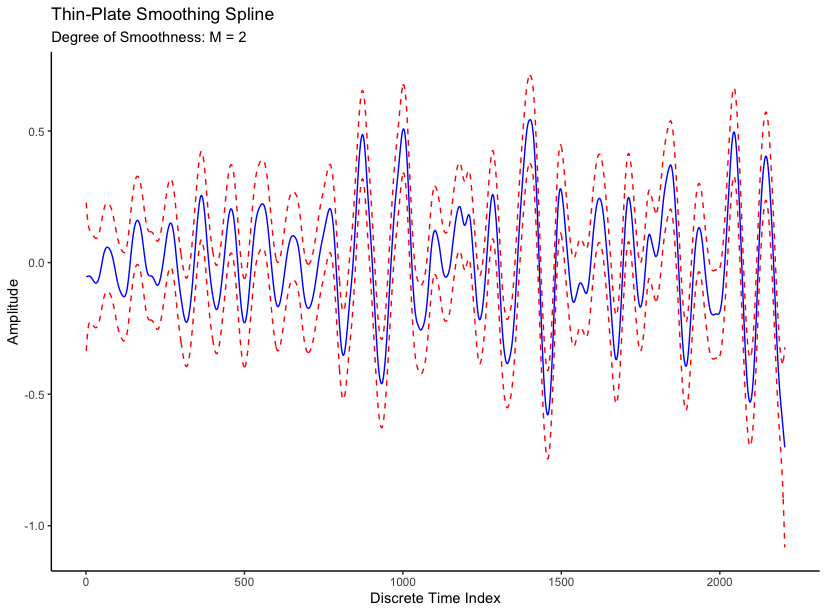 Thin-Plate Smoothing Spline
Degree of Smoothness: M = 2
Amplitude
0.5
0.0
-0.5
-1.0
0 500 1000 1500 2000
Discrete Time Index